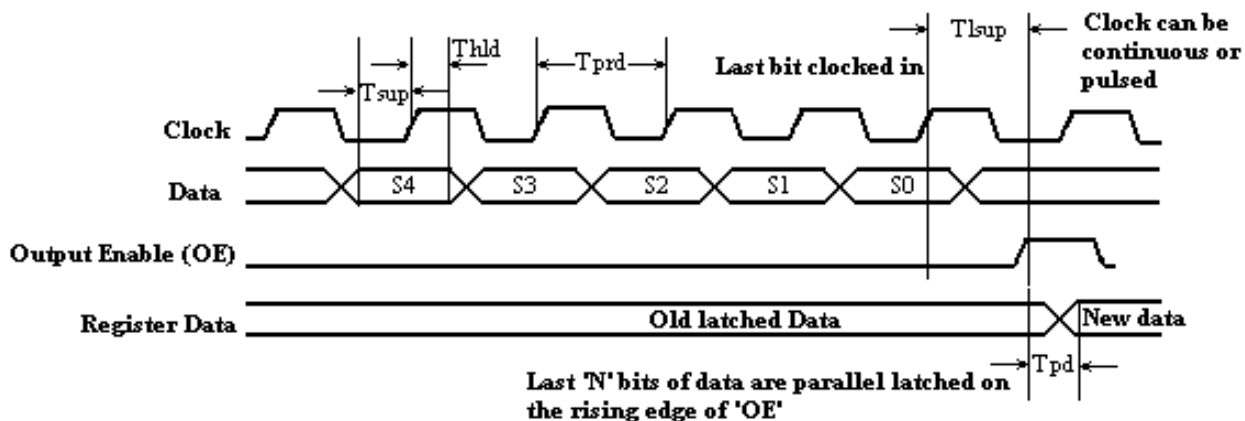 Tlsup
Clock can be
continuous or
pulsed
Thld
Tprd
Last bit clocked in
Tsup
Clock
Data
S4
S3
S2
S1
S0
Output Enable (OE)
Register Data
Old latched Data
New data
Tpd
Last 'N' bits of data are parallel latched on
the rising edge of 'OE'